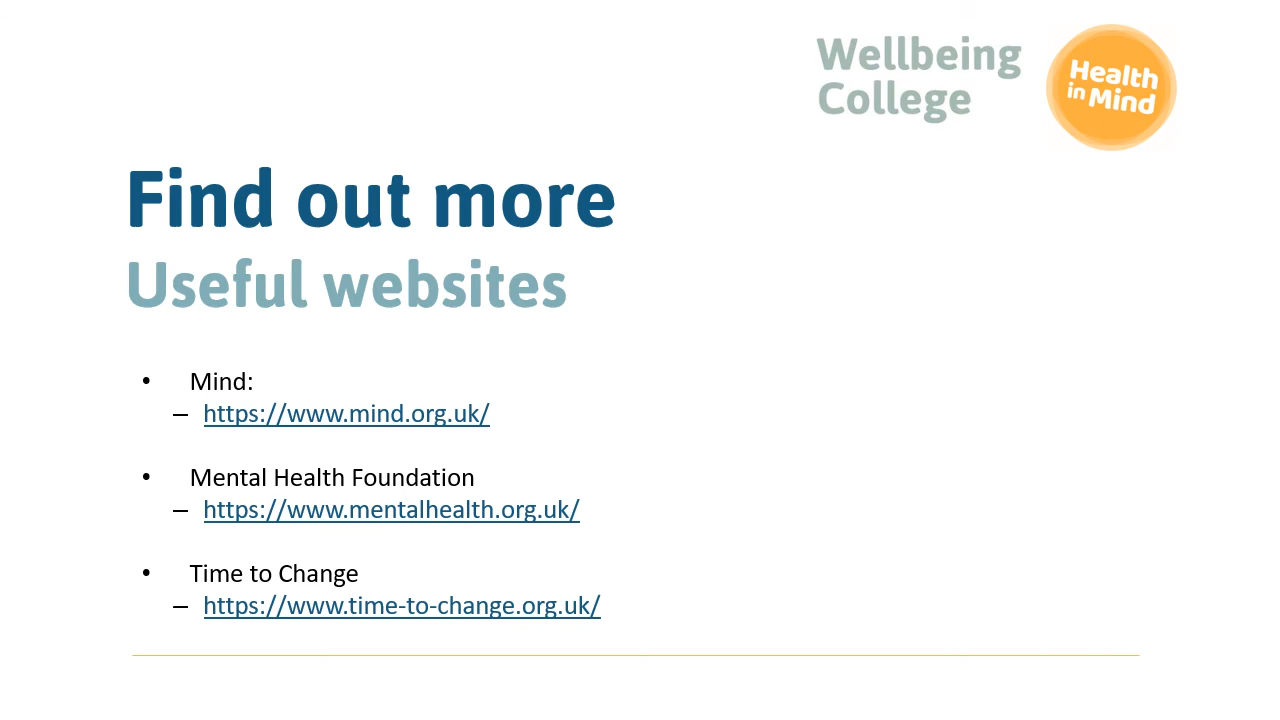 Wellbeing
College
Health
in Mind
Find out more
Useful websites
• Mind:
– https://www.mind.org.uk/
• Mental Health Foundation
– https://www.mentalhealth.org.uk/
• Time to Change
– https://www.time-to-change.org.uk/